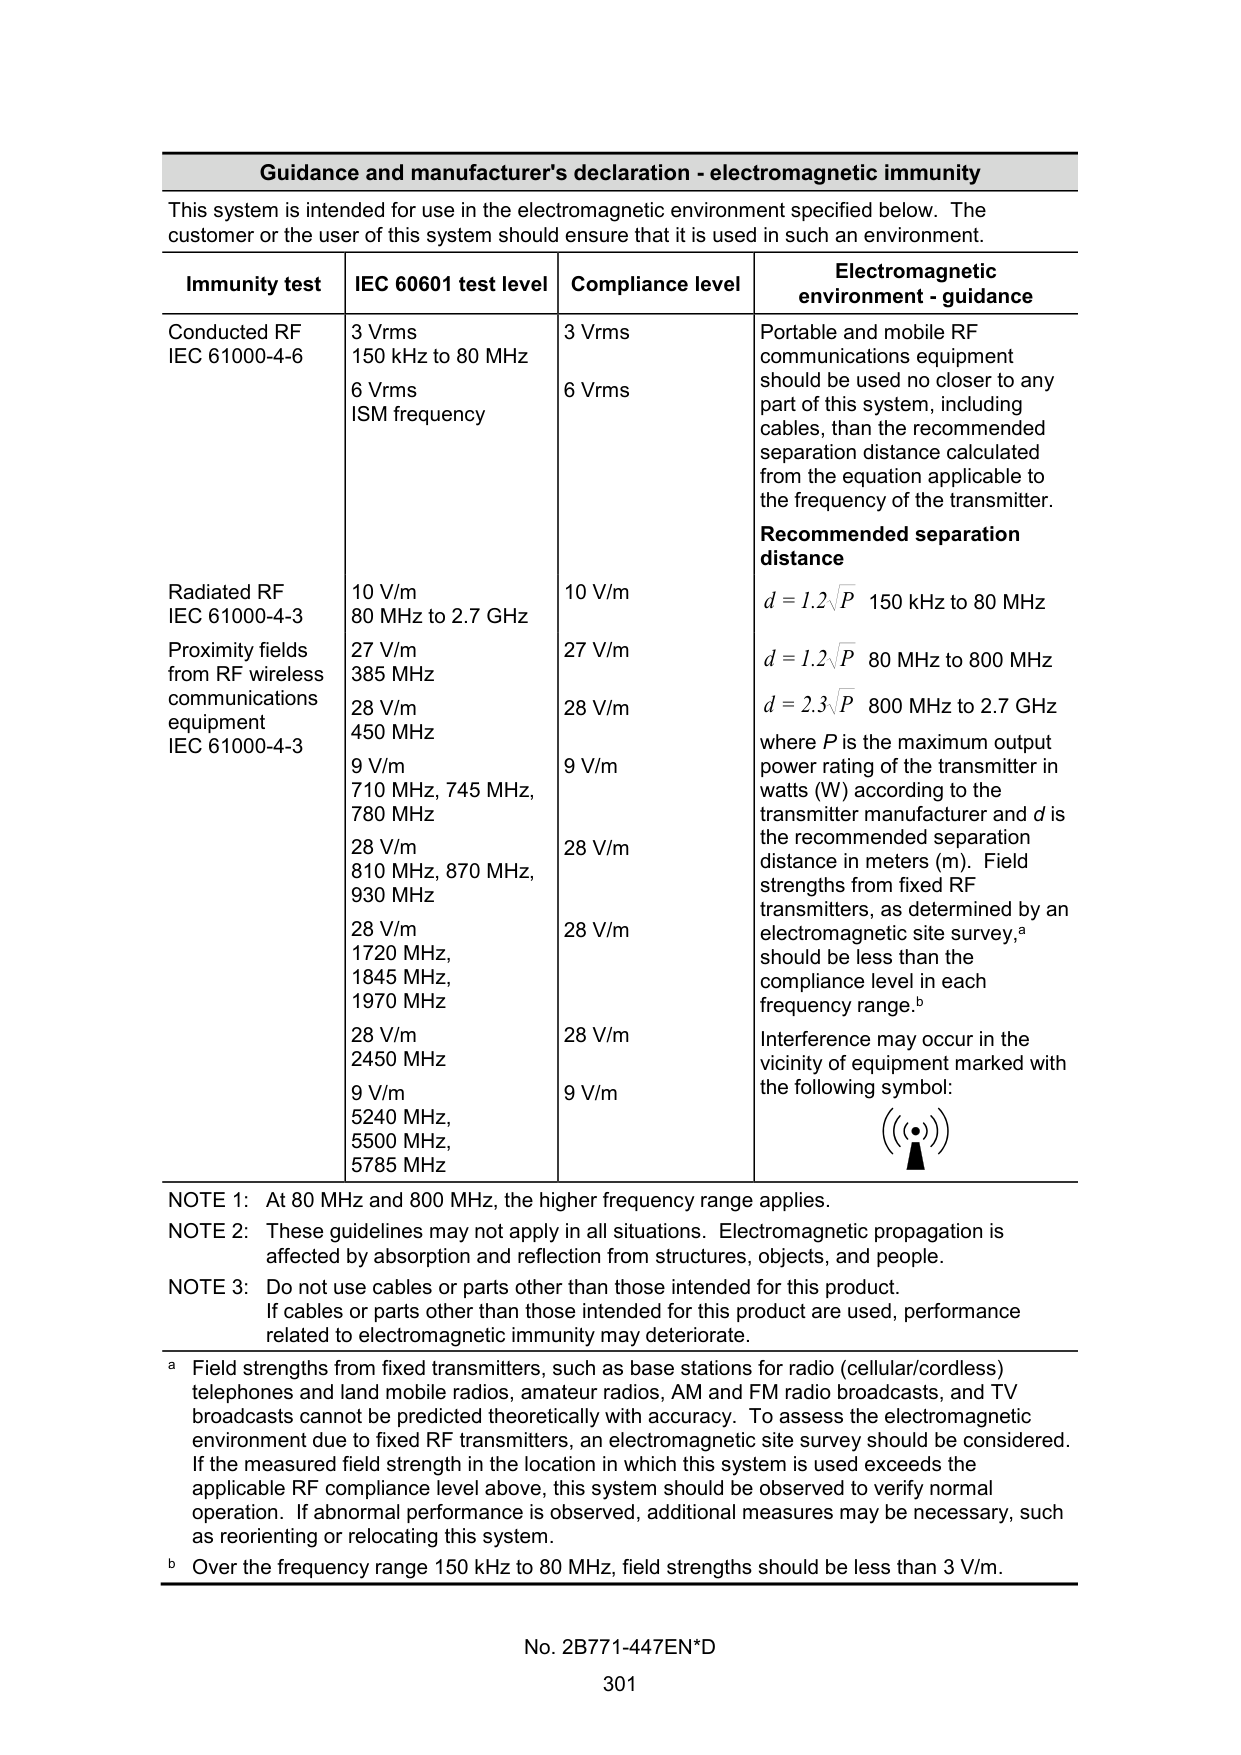 Guidance and manufacturer's declaration - electromagnetic immunity
This system is intended for use in the electromagnetic environment specified below.  The
customer or the user of this system should ensure that it is used in such an environment.
Immunity test
IEC 60601 test level
Compliance level
Electromagnetic
environment - guidance
Conducted RF
IEC 61000-4-6
3 Vrms
150 kHz to 80 MHz
6 Vrms
ISM frequency
3 Vrms
6 Vrms
Portable and mobile RF
communications equipment
should be used no closer to any
part of this system, including
cables, than the recommended
separation distance calculated
from the equation applicable to
the frequency of the transmitter.
Recommended separation
distance
Radiated RF
IEC 61000-4-3
10 V/m
80 MHz to 2.7 GHz
10 V/m
d = 1.2√P 150 kHz to 80 MHz
Proximity fields
from RF wireless
communications
equipment
IEC 61000-4-3
27 V/m
385 MHz
28 V/m
450 MHz
9 V/m
710 MHz, 745 MHz,
780 MHz
28 V/m
810 MHz, 870 MHz,
930 MHz
28 V/m
1720 MHz,
1845 MHz,
1970 MHz
28 V/m
2450 MHz
9 V/m
5240 MHz,
5500 MHz,
5785 MHz
27 V/m
28 V/m
9 V/m
28 V/m
28 V/m
28 V/m
9 V/m
d = 1.2√P 80 MHz to 800 MHz
d = 2.3√P 800 MHz to 2.7 GHz
where P is the maximum output
power rating of the transmitter in
watts (W) according to the
transmitter manufacturer and d is
the recommended separation
distance in meters (m).  Field
strengths from fixed RF
transmitters, as determined by an
electromagnetic site survey,ᵃ
should be less than the
compliance level in each
frequency range.ᵇ
Interference may occur in the
vicinity of equipment marked with
the following symbol:
NOTE 1: At 80 MHz and 800 MHz, the higher frequency range applies.
NOTE 2: These guidelines may not apply in all situations.  Electromagnetic propagation is
affected by absorption and reflection from structures, objects, and people.
NOTE 3: Do not use cables or parts other than those intended for this product.
If cables or parts other than those intended for this product are used, performance
related to electromagnetic immunity may deteriorate.
ᵃ Field strengths from fixed transmitters, such as base stations for radio (cellular/cordless)
telephones and land mobile radios, amateur radios, AM and FM radio broadcasts, and TV
broadcasts cannot be predicted theoretically with accuracy.  To assess the electromagnetic
environment due to fixed RF transmitters, an electromagnetic site survey should be considered.
If the measured field strength in the location in which this system is used exceeds the
applicable RF compliance level above, this system should be observed to verify normal
operation.  If abnormal performance is observed, additional measures may be necessary, such
as reorienting or relocating this system.
ᵇ Over the frequency range 150 kHz to 80 MHz, field strengths should be less than 3 V/m.
No. 2B771-447EN*D
301